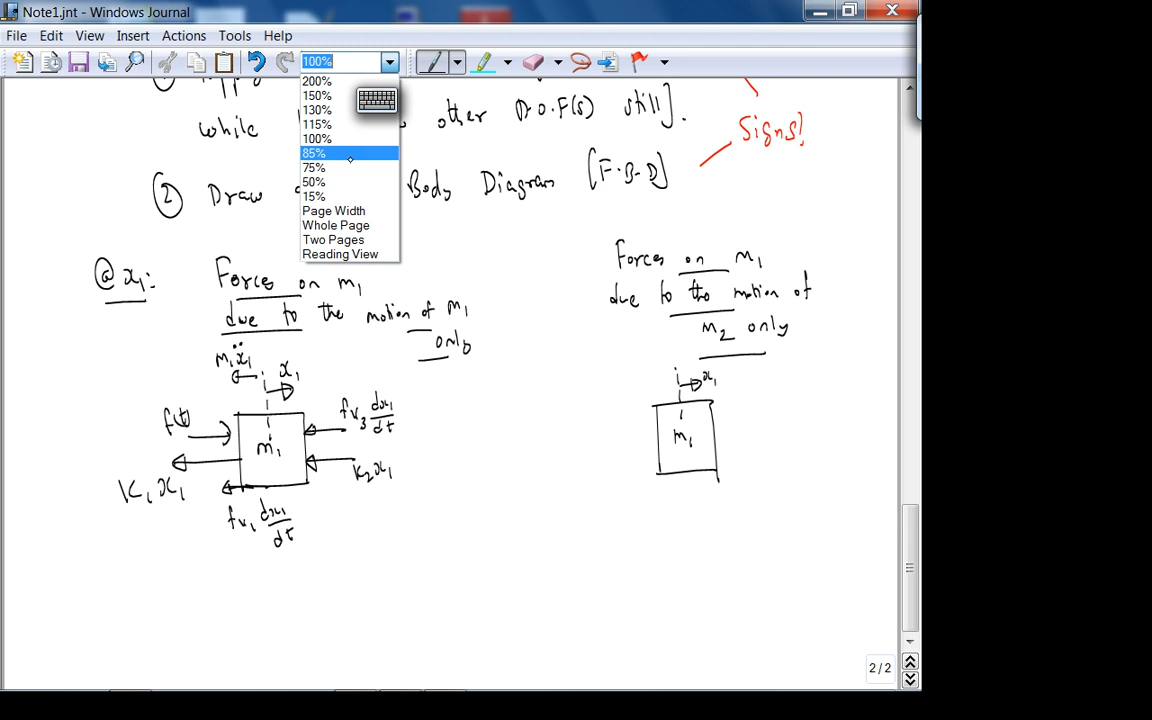 Note1.jnt - Windows Journal
File Edit View Insert Actions Tools Help
100%
200%
150%
130%
115%
100%
85%
75%
50%
15%
Page Width
Whole Page
Two Pages
Reading View
while other D.O.F(s) still].
Signs!
② Draw Body Diagram [F.B.D]
@ x₁: Forces on m₁
due to the motion of m₁
only
Forces on m₁
due to the motion of
m₂ only
m₁ẍ₁
x₁
f(t)
fv₃ dx₁/dt
m₁
K₁x₁
K₂x₁
fv₁ dx₁/dt
x₁
m₁
2/2